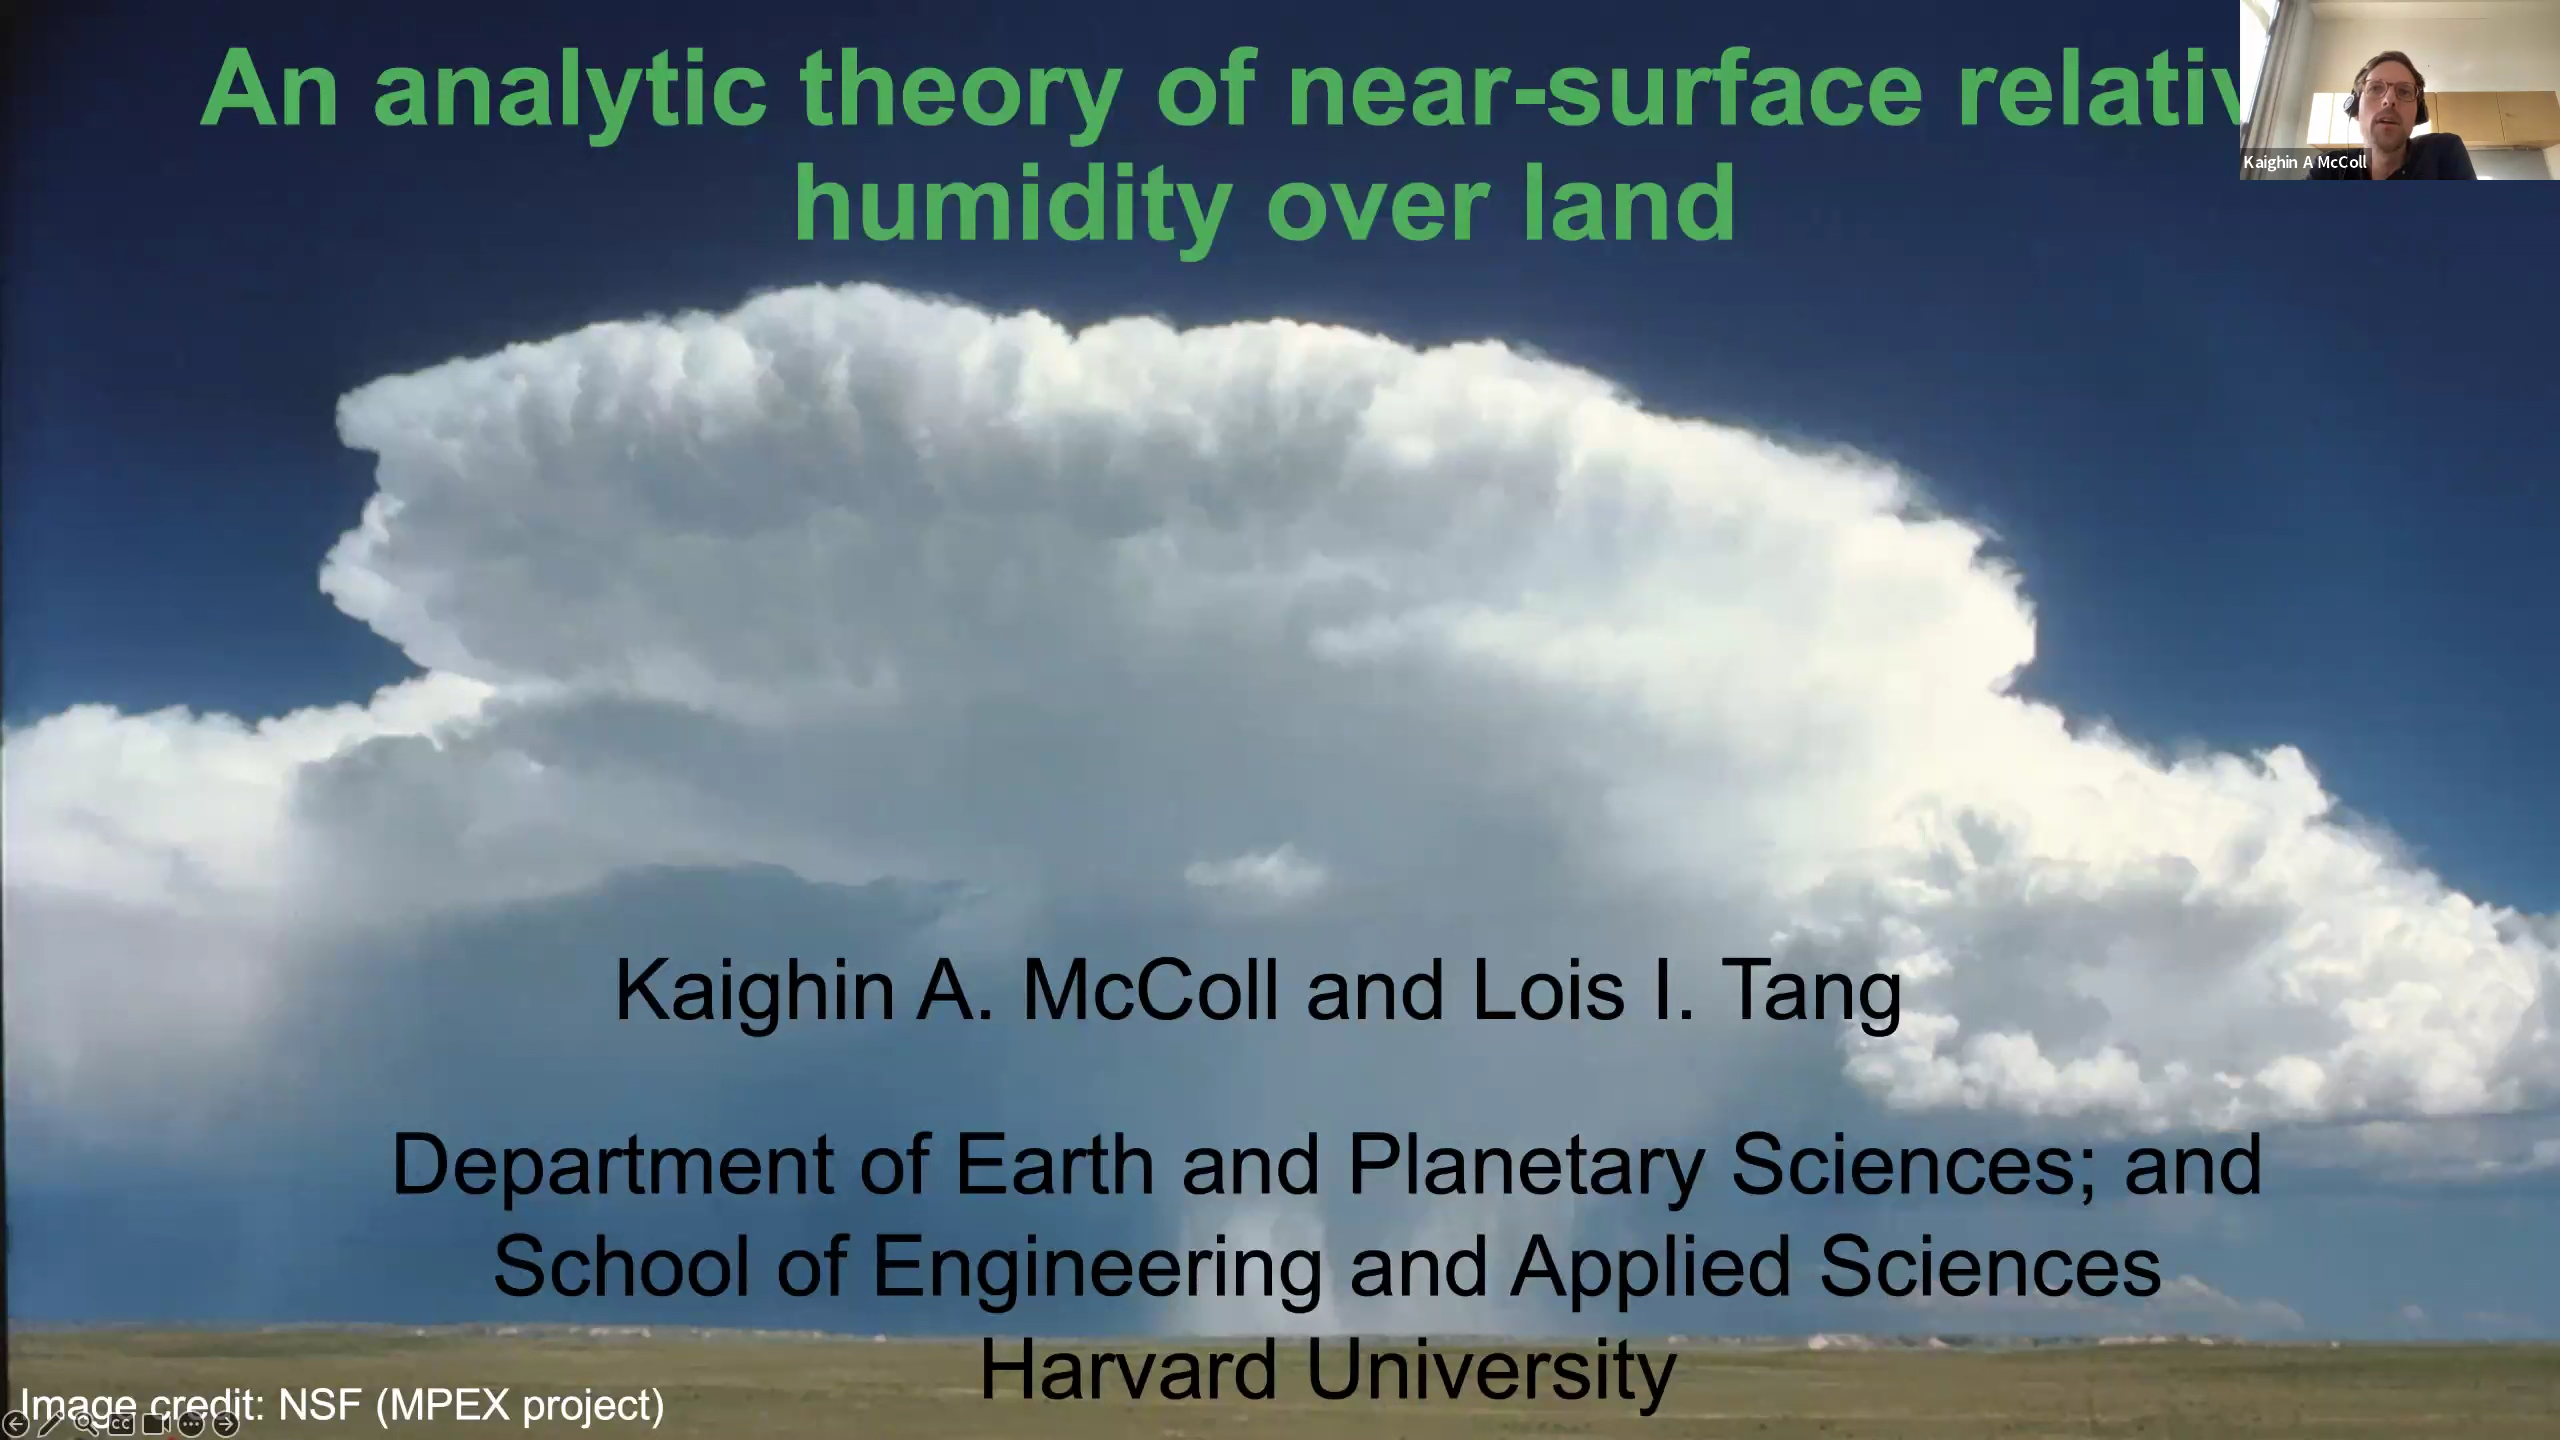 An analytic theory of near-surface relativ
humidity over land
Kaighin A McColl
Kaighin A. McColl and Lois I. Tang
Department of Earth and Planetary Sciences; and
School of Engineering and Applied Sciences
Harvard University
Image credit: NSF (MPEX project)
CC